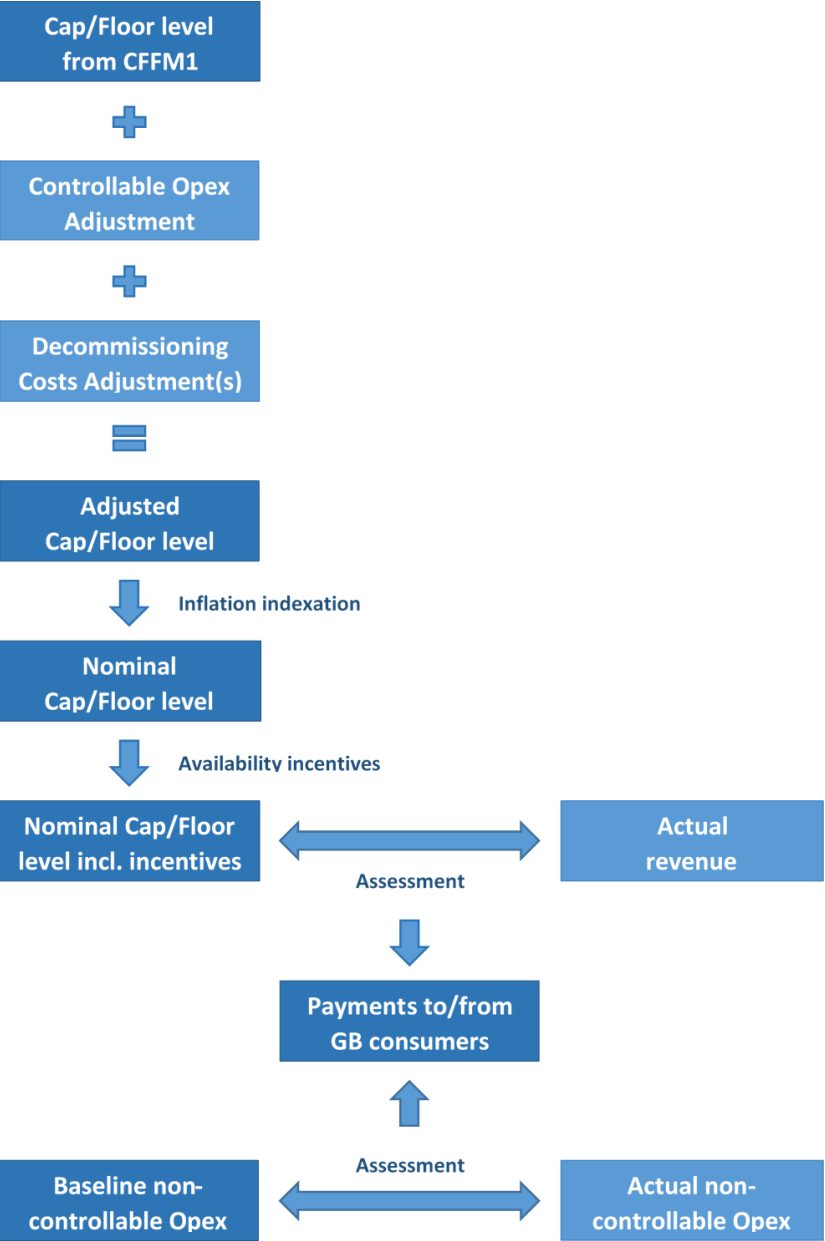 Cap/Floor level
from CFFM1
Controllable Opex
Adjustment
Decommissioning
Costs Adjustment(s)
Adjusted
Cap/Floor level
Inflation indexation
Nominal
Cap/Floor level
Availability incentives
Nominal Cap/Floor
level incl. incentives
Actual
revenue
Assessment
Payments to/from
GB consumers
Assessment
Baseline non-
controllable Opex
Actual non-
controllable Opex